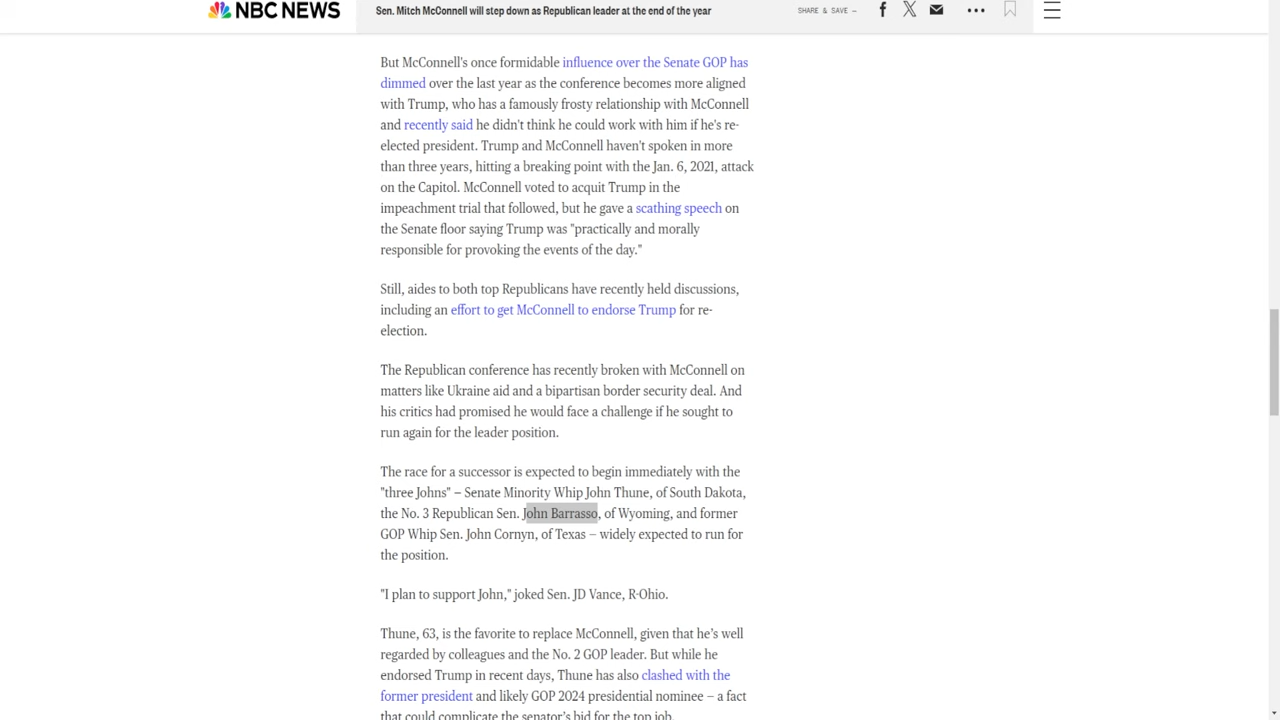 NBC NEWS
Sen. Mitch McConnell will step down as Republican leader at the end of the year
SHARE & SAVE —
But McConnell's once formidable influence over the Senate GOP has
dimmed over the last year as the conference becomes more aligned
with Trump, who has a famously frosty relationship with McConnell
and recently said he didn't think he could work with him if he's re-
elected president. Trump and McConnell haven't spoken in more
than three years, hitting a breaking point with the Jan. 6, 2021, attack
on the Capitol. McConnell voted to acquit Trump in the
impeachment trial that followed, but he gave a scathing speech on
the Senate floor saying Trump was "practically and morally
responsible for provoking the events of the day."
Still, aides to both top Republicans have recently held discussions,
including an effort to get McConnell to endorse Trump for re-
election.
The Republican conference has recently broken with McConnell on
matters like Ukraine aid and a bipartisan border security deal. And
his critics had promised he would face a challenge if he sought to
run again for the leader position.
The race for a successor is expected to begin immediately with the
"three Johns" – Senate Minority Whip John Thune, of South Dakota,
the No. 3 Republican Sen. John Barrasso, of Wyoming, and former
GOP Whip Sen. John Cornyn, of Texas – widely expected to run for
the position.
"I plan to support John," joked Sen. JD Vance, R-Ohio.
Thune, 63, is the favorite to replace McConnell, given that he’s well
regarded by colleagues and the No. 2 GOP leader. But while he
endorsed Trump in recent days, Thune has also clashed with the
former president and likely GOP 2024 presidential nominee – a fact
that could complicate the senator’s bid for the top job.